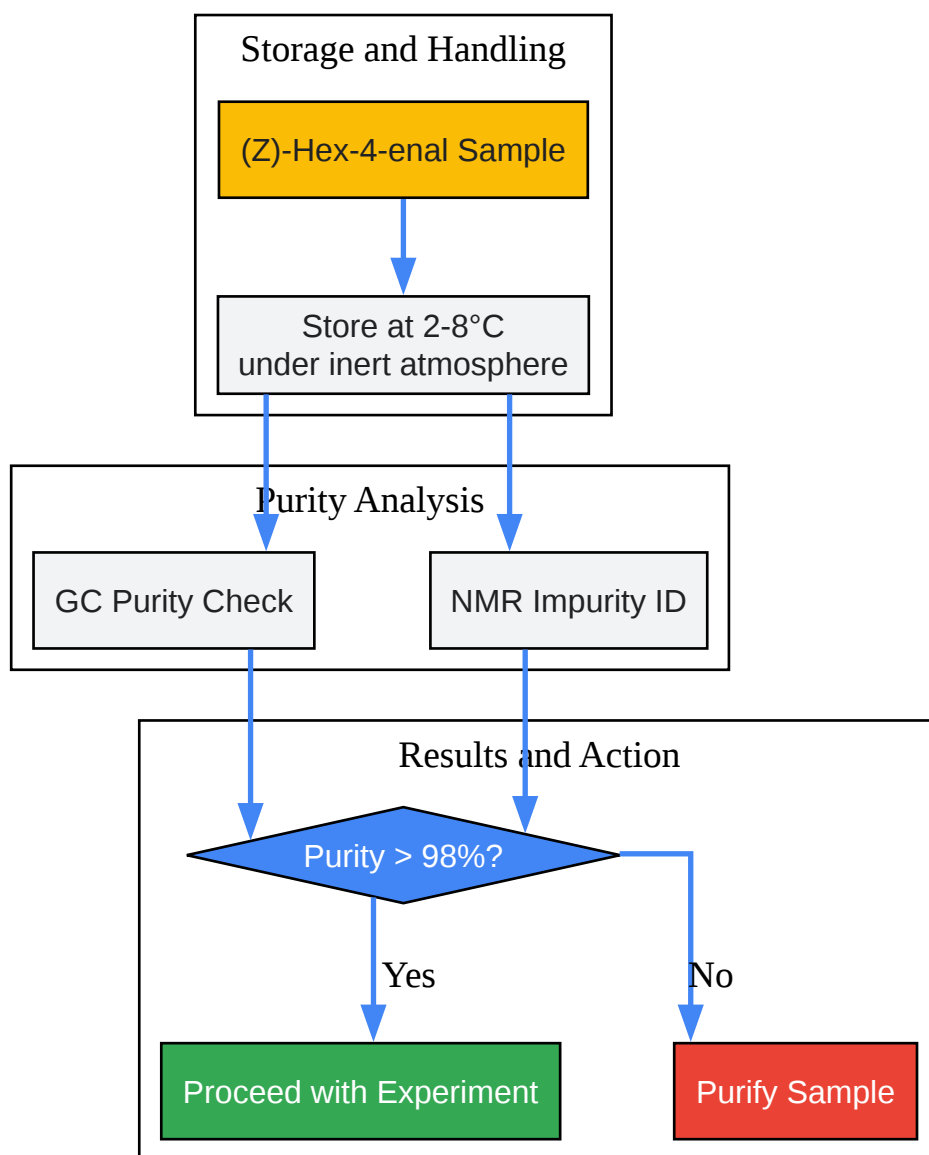 Storage and Handling
(Z)-Hex-4-enal Sample
Store at 2-8°C
under inert atmosphere
Purity Analysis
GC Purity Check
NMR Impurity ID
Results and Action
Purity > 98%?
Yes
No
Proceed with Experiment
Purify Sample